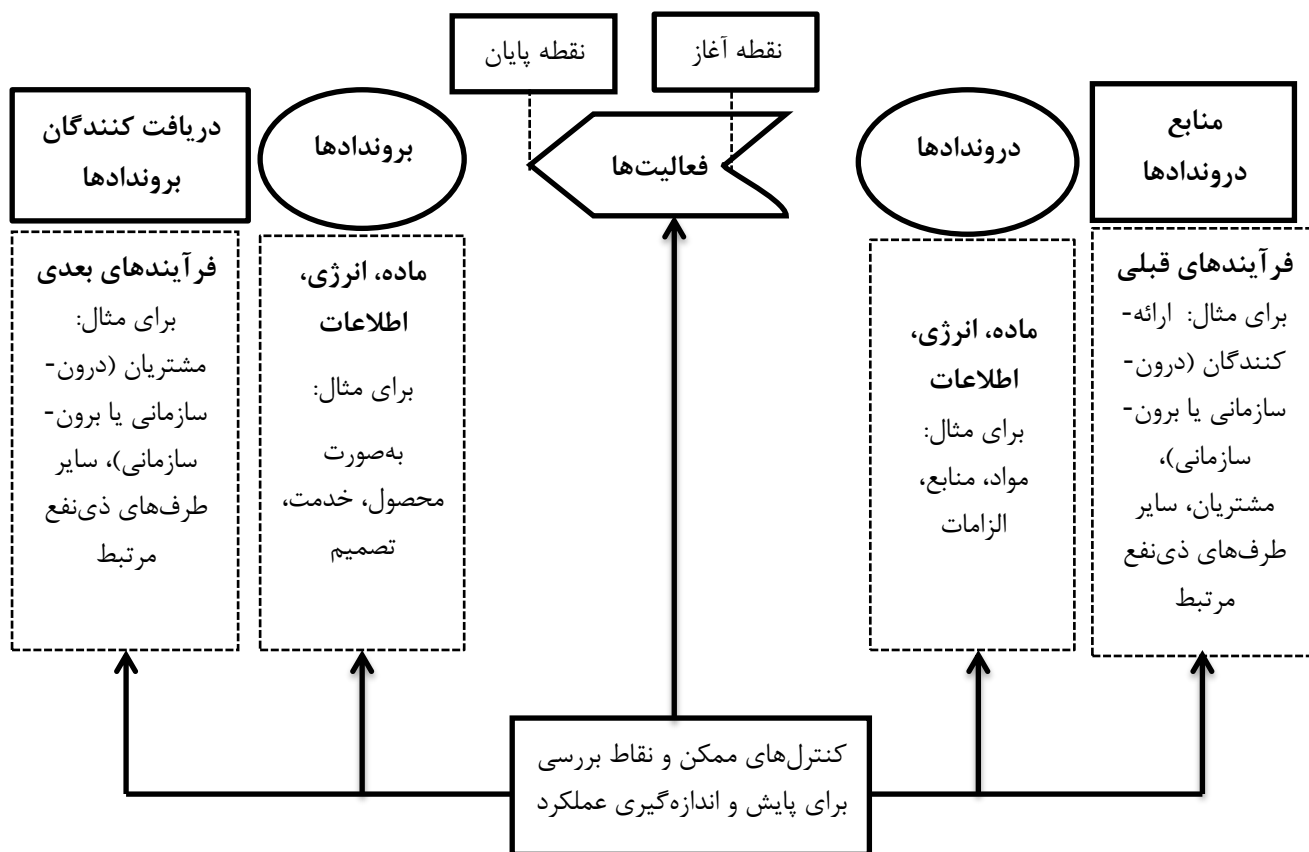 نقطه آغاز
نقطه پایان
منابع
دروندادها
دروندادها
فعالیت‌ها
بروندادها
دریافت کنندگان
بروندادها
فرآیندهای قبلی
برای مثال: ارائه-
کنندگان (درون-
سازمانی یا برون-
سازمانی)،
مشتریان، سایر
طرف‌های ذی‌نفع
مرتبط
ماده، انرژی،
اطلاعات
برای مثال:
مواد، منابع،
الزامات
ماده، انرژی،
اطلاعات
برای مثال:
به‌صورت
محصول، خدمت،
تصمیم
فرآیندهای بعدی
برای مثال:
مشتریان (درون-
سازمانی یا برون-
سازمانی)، سایر
طرف‌های ذی‌نفع
مرتبط
کنترل‌های ممکن و نقاط بررسی
برای پایش و اندازه‌گیری عملکرد